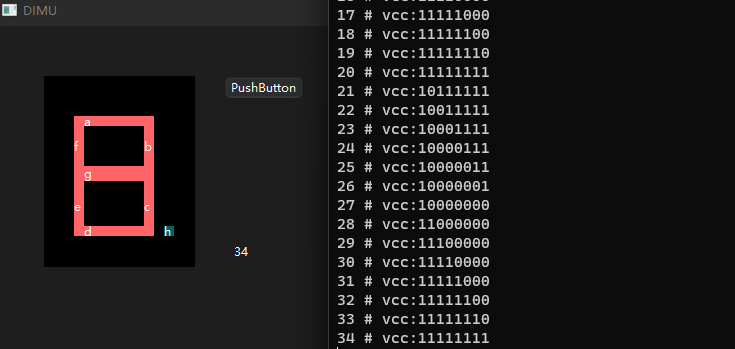 DIMU
PushButton
a
f
b
g
e
c
d
h
34
17 # vcc:11111000
18 # vcc:11111100
19 # vcc:11111110
20 # vcc:11111111
21 # vcc:10111111
22 # vcc:10011111
23 # vcc:10001111
24 # vcc:10000111
25 # vcc:10000011
26 # vcc:10000001
27 # vcc:10000000
28 # vcc:11000000
29 # vcc:11100000
30 # vcc:11110000
31 # vcc:11111000
32 # vcc:11111100
33 # vcc:11111110
34 # vcc:11111111